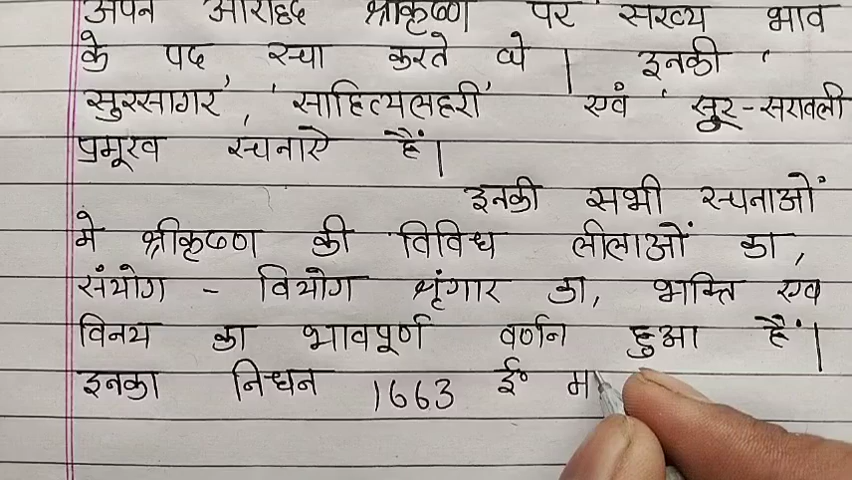 अपने आराध्य श्रीकृष्ण पर सख्य भाव
के पद रचा करते थे | इनकी '
सुरसागर', 'साहित्यलहरी' एवं 'सूर-सरावली
प्रमूख रचनाऐ हैं|
इनकी सभी रचनाओं
मे श्रीकृष्ण की विविध लीलाओं का,
संयोग - वियोग श्रृंगार का, भाक्ति एव
विनय का भावपूर्ण वर्णन हुआ हैं|
इनका निधन 1663 ई० म